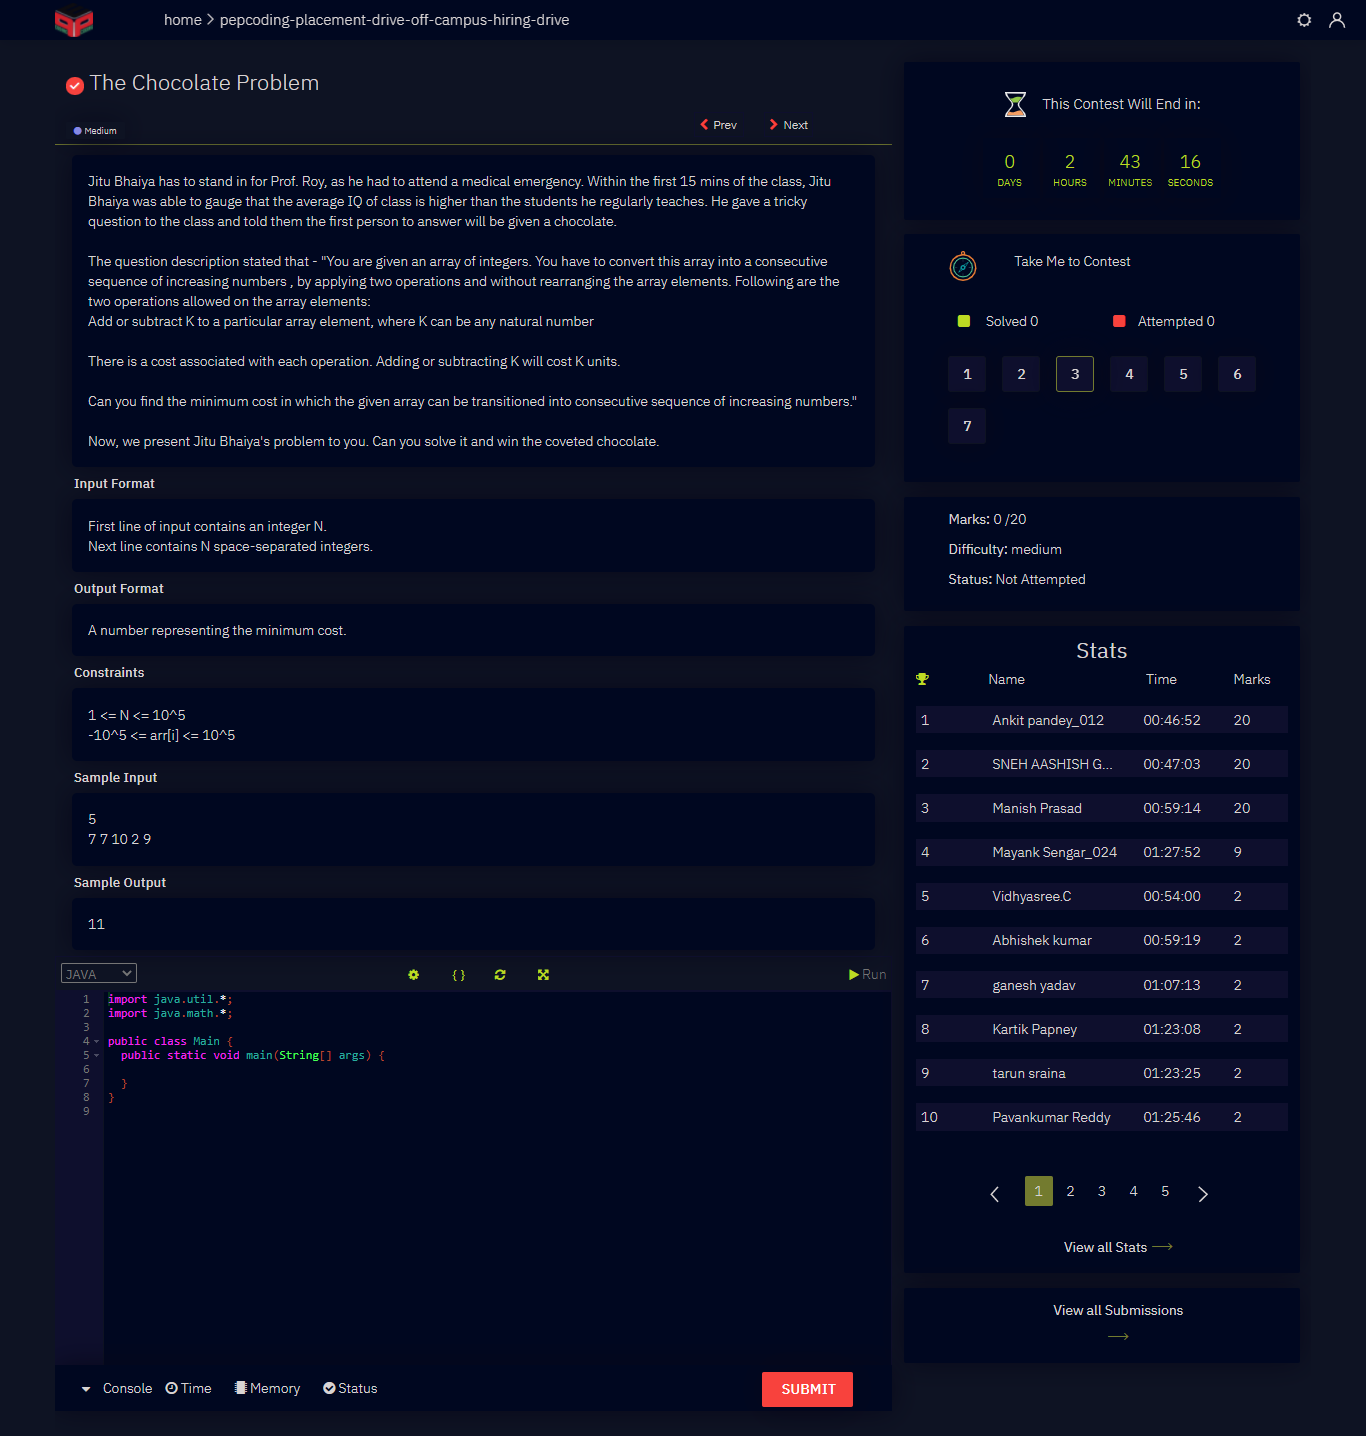 home > pepcoding-placement-drive-off-campus-hiring-drive
The Chocolate Problem
Medium
Prev
Next
Jitu Bhaiya has to stand in for Prof. Roy, as he had to attend a medical emergency. Within the first 15 mins of the class, Jitu
Bhaiya was able to gauge that the average IQ of class is higher than the students he regularly teaches. He gave a tricky
question to the class and told them the first person to answer will be given a chocolate.
The question description stated that - "You are given an array of integers. You have to convert this array into a consecutive
sequence of increasing numbers , by applying two operations and without rearranging the array elements. Following are the
two operations allowed on the array elements:
Add or subtract K to a particular array element, where K can be any natural number
There is a cost associated with each operation. Adding or subtracting K will cost K units.
Can you find the minimum cost in which the given array can be transitioned into consecutive sequence of increasing numbers."
Now, we present Jitu Bhaiya's problem to you. Can you solve it and win the coveted chocolate.
Input Format
First line of input contains an integer N.
Next line contains N space-separated integers.
Output Format
A number representing the minimum cost.
Constraints
1 <= N <= 10^5
-10^5 <= arr[i] <= 10^5
Sample Input
5
7 7 10 2 9
Sample Output
11
JAVA
{ }
Run
1 import java.util.*;
2 import java.math.*;
3
4 public class Main {
5 public static void main(String[] args) {
6
7 }
8 }
9
Console Time Memory Status
SUBMIT
This Contest Will End in:
0 2 43 16
DAYS HOURS MINUTES SECONDS
Take Me to Contest
Solved 0 Attempted 0
1 2 3 4 5 6
7
Marks: 0 /20
Difficulty: medium
Status: Not Attempted
Stats
Name Time Marks
1 Ankit pandey_012 00:46:52 20
2 SNEH AASHISH G... 00:47:03 20
3 Manish Prasad 00:59:14 20
4 Mayank Sengar_024 01:27:52 9
5 Vidhyasree.C 00:54:00 2
6 Abhishek kumar 00:59:19 2
7 ganesh yadav 01:07:13 2
8 Kartik Papney 01:23:08 2
9 tarun sraina 01:23:25 2
10 Pavankumar Reddy 01:25:46 2
1 2 3 4 5
View all Stats
View all Submissions